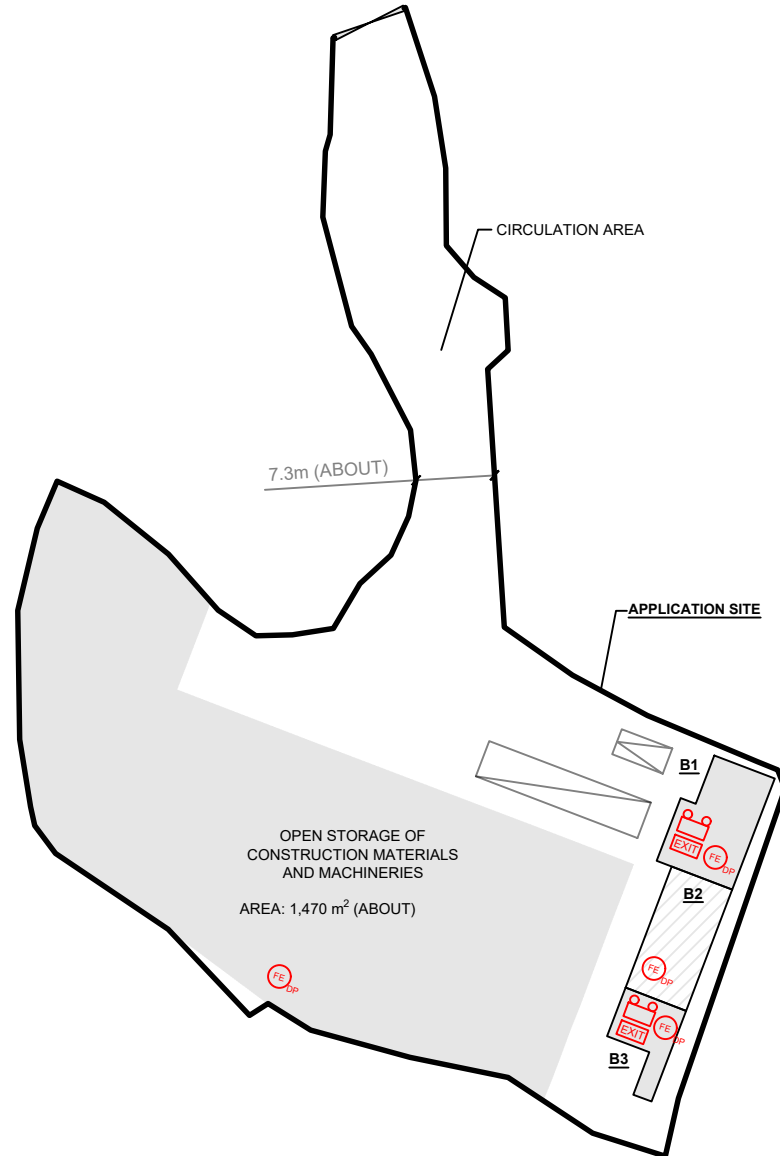 CIRCULATION AREA
7.3m (ABOUT)
APPLICATION SITE
B1
EXIT
FE
DP
B2
OPEN STORAGE OF
CONSTRUCTION MATERIALS
AND MACHINERIES
AREA: 1,470 m² (ABOUT)
FE
DP
FE
DP
EXIT
FE
DP
B3